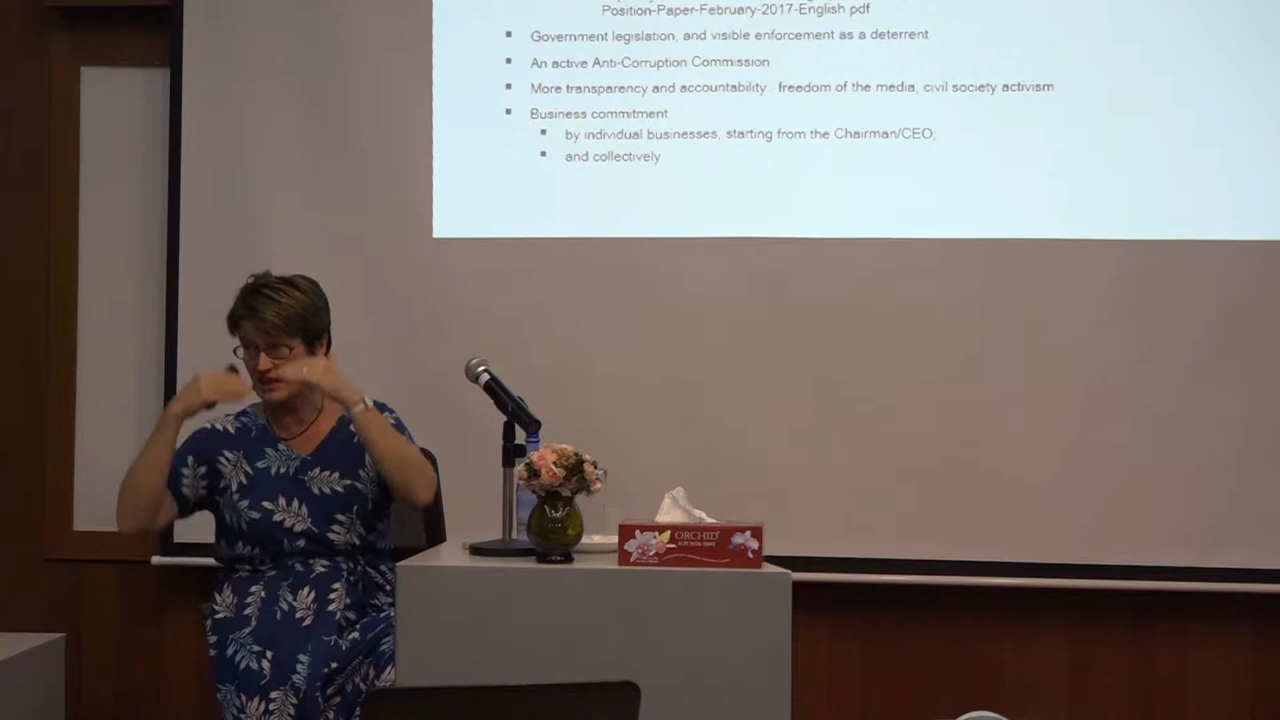 Position-Paper-February-2017-English pdf
Government legislation, and visible enforcement as a deterrent
An active Anti-Corruption Commission
More transparency and accountability: freedom of the media, civil society activism
Business commitment
by individual businesses, starting from the Chairman/CEO,
and collectively
ORCHID